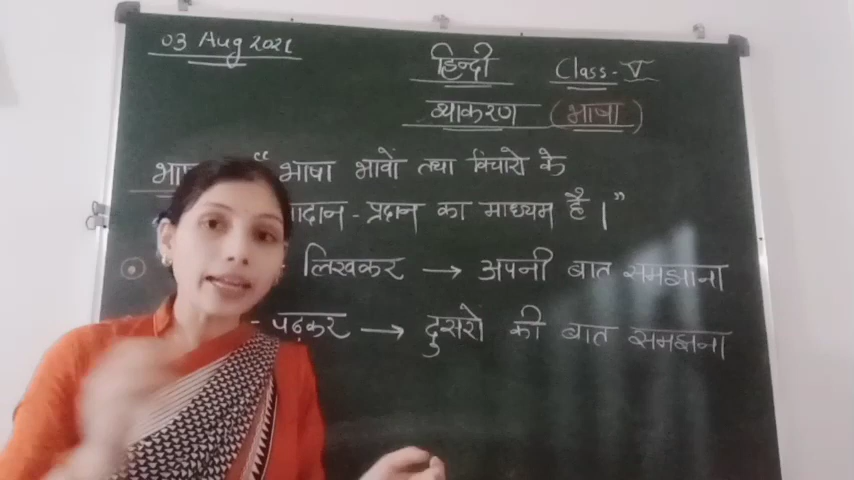 03 Aug 2021
हिन्दी Class- V
व्याकरण (भाषा)
“भाषा भावों तथा विचारो के
आदान-प्रदान का माध्यम है।”
लिखकर → अपनी बात समझाना
- पढ़कर → दुसरो की बात समझना